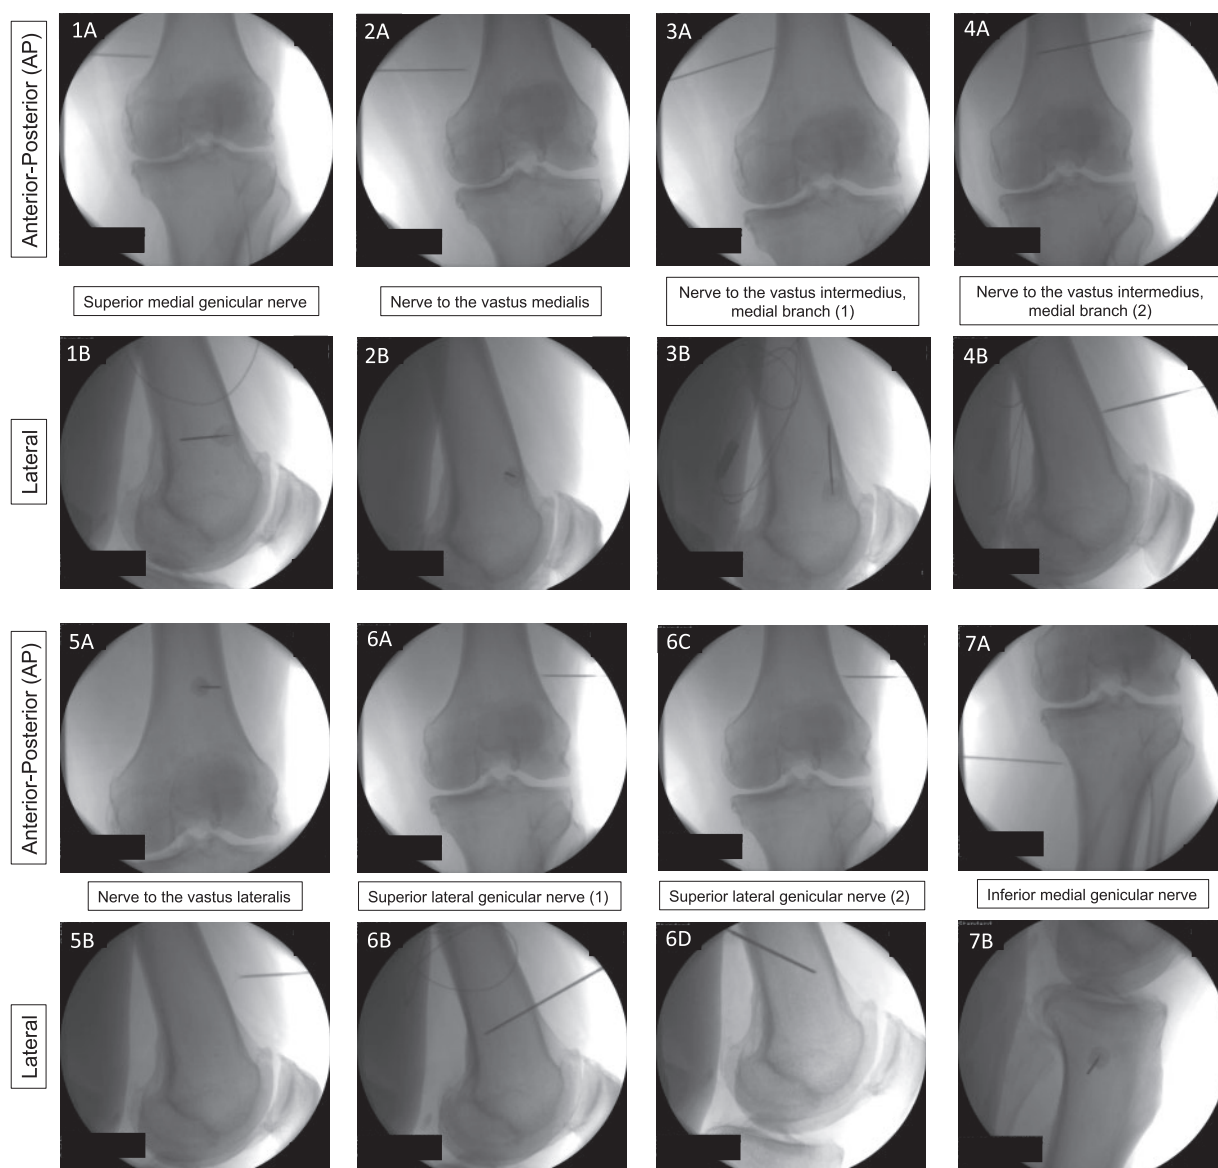 Anterior-Posterior (AP)
1A
2A
3A
4A
Superior medial genicular nerve
Nerve to the vastus medialis
Nerve to the vastus intermedius,
medial branch (1)
Nerve to the vastus intermedius,
medial branch (2)
Lateral
1B
2B
3B
4B
Anterior-Posterior (AP)
5A
6A
6C
7A
Nerve to the vastus lateralis
Superior lateral genicular nerve (1)
Superior lateral genicular nerve (2)
Inferior medial genicular nerve
Lateral
5B
6B
6D
7B